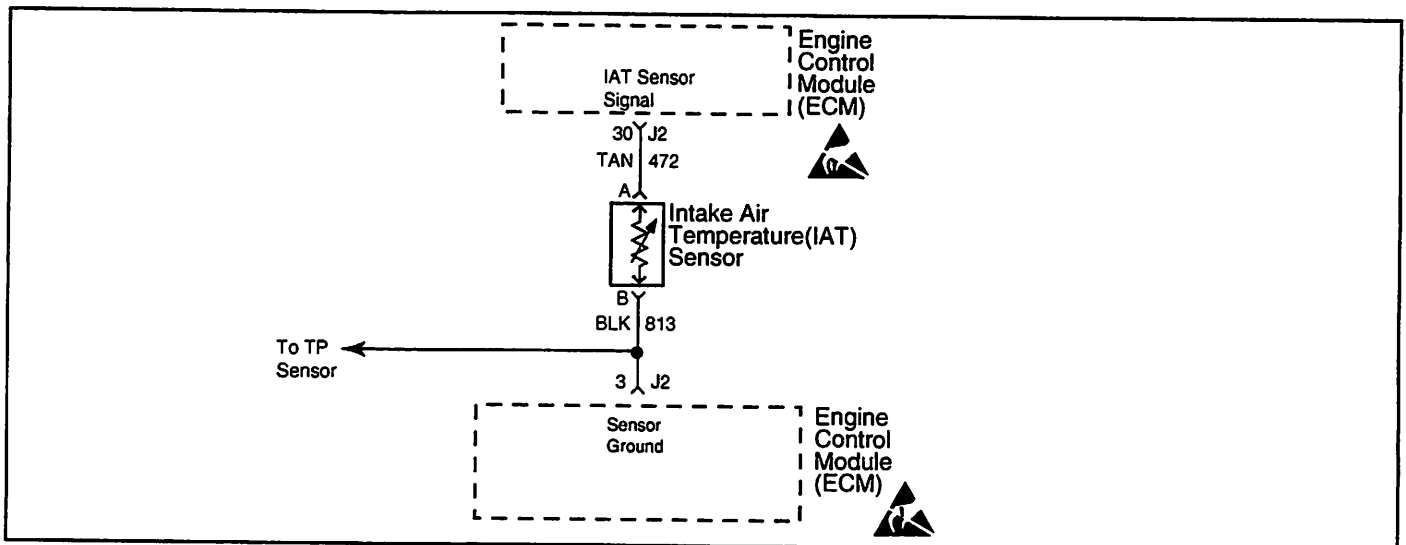 IAT Sensor
Signal
Engine
Control
Module
(ECM)
30 J2
TAN 472
A
Intake Air
Temperature(IAT)
Sensor
B
BLK 813
To TP
Sensor
3 J2
Sensor
Ground
Engine
Control
Module
(ECM)